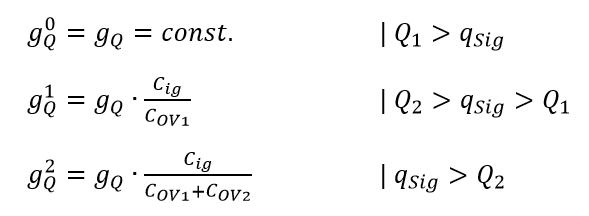 g_Q^0 = g_Q = const. | Q_1 > q_Sig
g_Q^1 = g_Q · C_ig / C_OV1 | Q_2 > q_Sig > Q_1
g_Q^2 = g_Q · C_ig / C_OV1+C_OV2 | q_Sig > Q_2